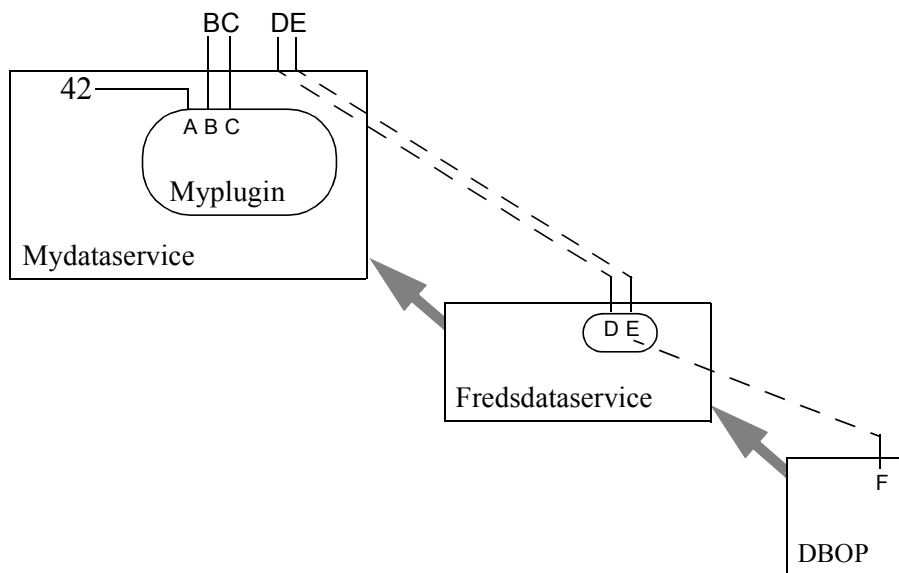 BC DE
42
A B C
Myplugin
Mydataservice
D E
Fredsdataservice
F
DBOP